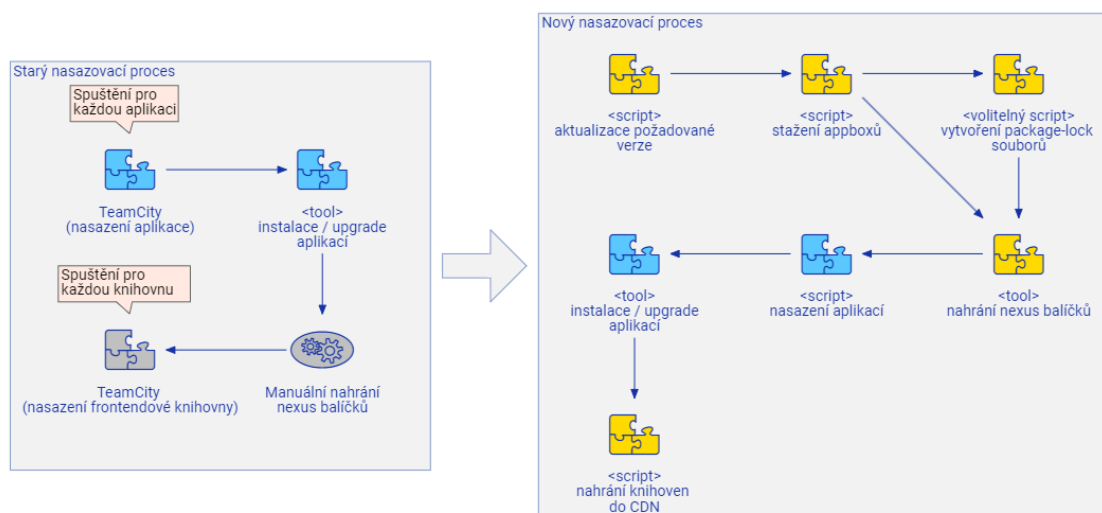 Starý nasazovací proces
Spuštění pro
každou aplikaci
TeamCity
(nasazení aplikace)
<tool>
instalace / upgrade
aplikací
Spuštění pro
každou knihovnu
TeamCity
(nasazení frontendové knihovny)
Manuální nahrání
nexus balíčků
Nový nasazovací proces
<script>
aktualizace požadované
verze
<script>
stažení appboxů
<volitelný script>
vytvoření package-lock
souborů
<tool>
instalace / upgrade
aplikací
<script>
nasazení aplikací
<tool>
nahrání nexus balíčků
<script>
nahrání knihoven
do CDN